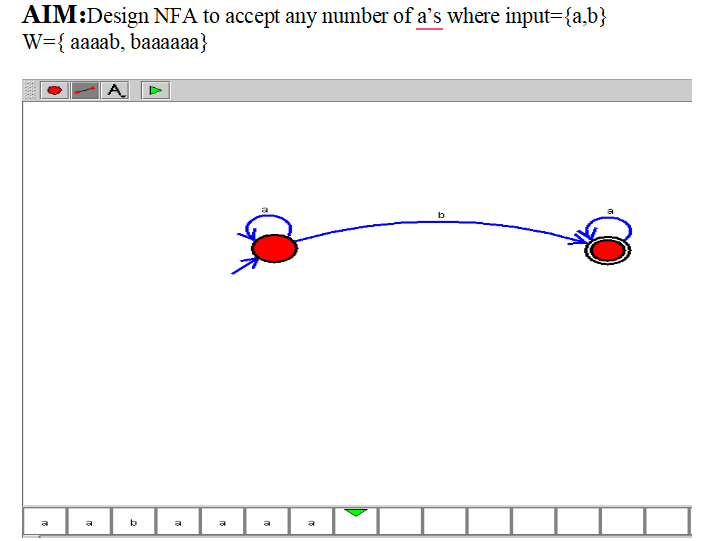 AIM:Design NFA to accept any number of a's where input={a,b}
W={ aaaab, baaaaaa}
A
a
b
a
a a b a a a a